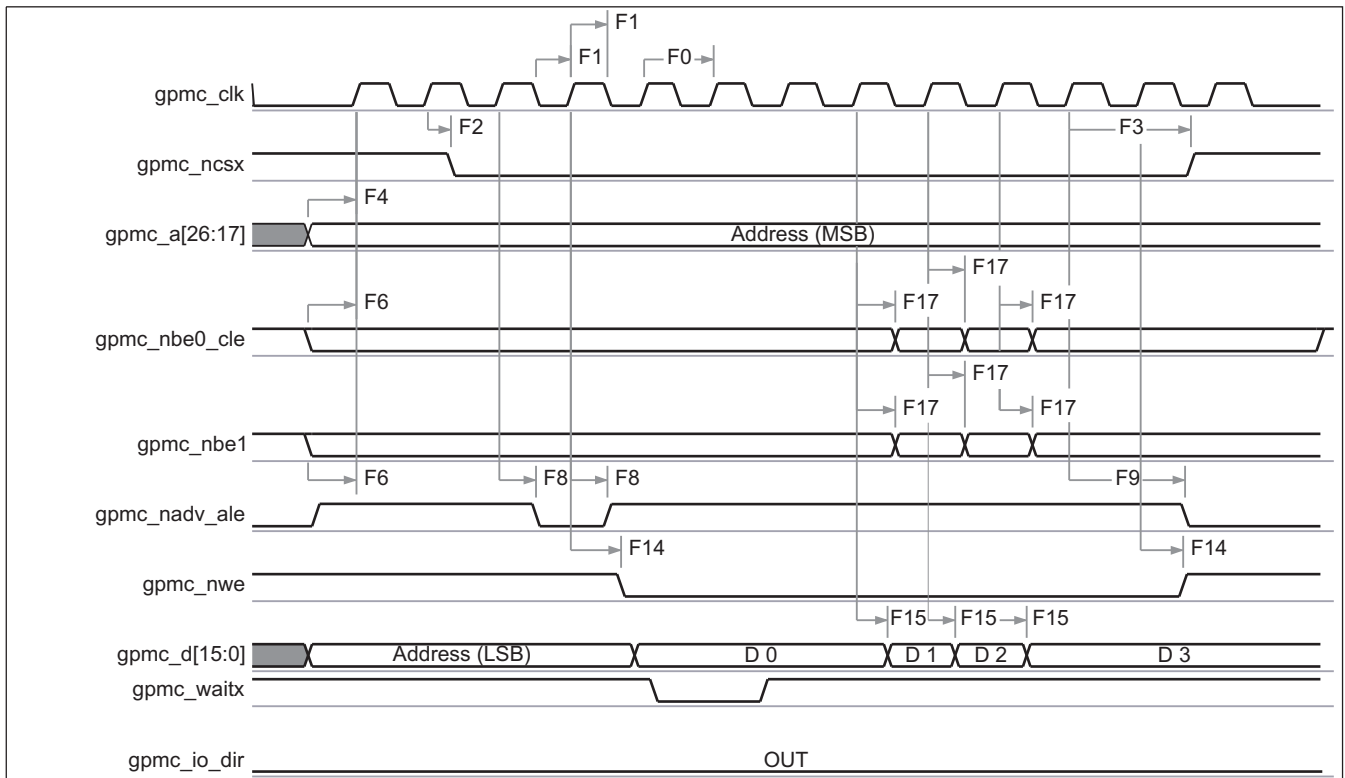 F1
F1 F0
gpmc_clk
F2 F3
gpmc_ncsx
F4
gpmc_a[26:17] Address (MSB)
F17
F6 F17 F17
gpmc_nbe0_cle
F17
F17 F17
gpmc_nbe1
F6 F8 F8 F9
gpmc_nadv_ale
F14 F14
gpmc_nwe
F15 F15 F15
gpmc_d[15:0] Address (LSB) D 0 D 1 D 2 D 3
gpmc_waitx
gpmc_io_dir OUT